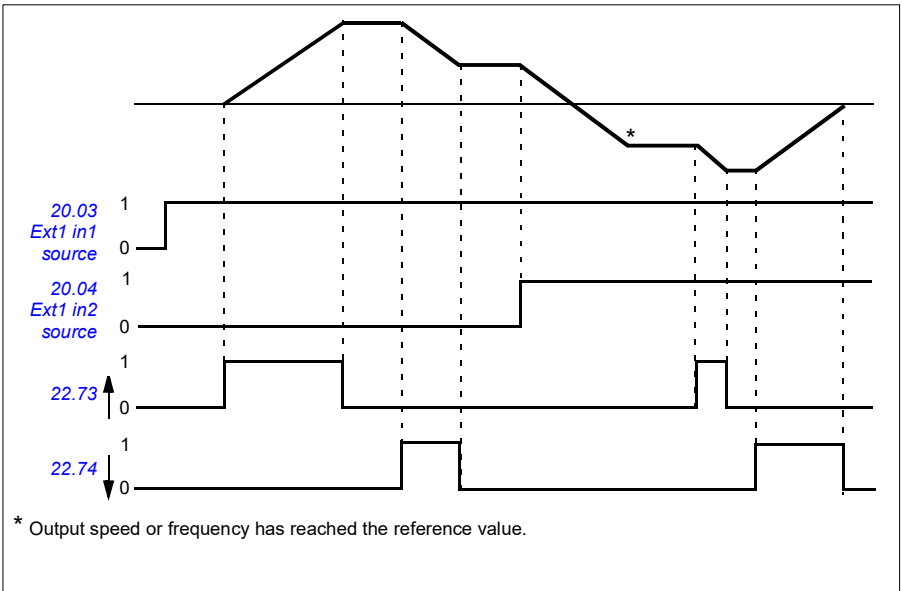 *
20.03
Ext1 in1
source
1
0
20.04
Ext1 in2
source
1
0
22.73
1
0
22.74
1
0
* Output speed or frequency has reached the reference value.